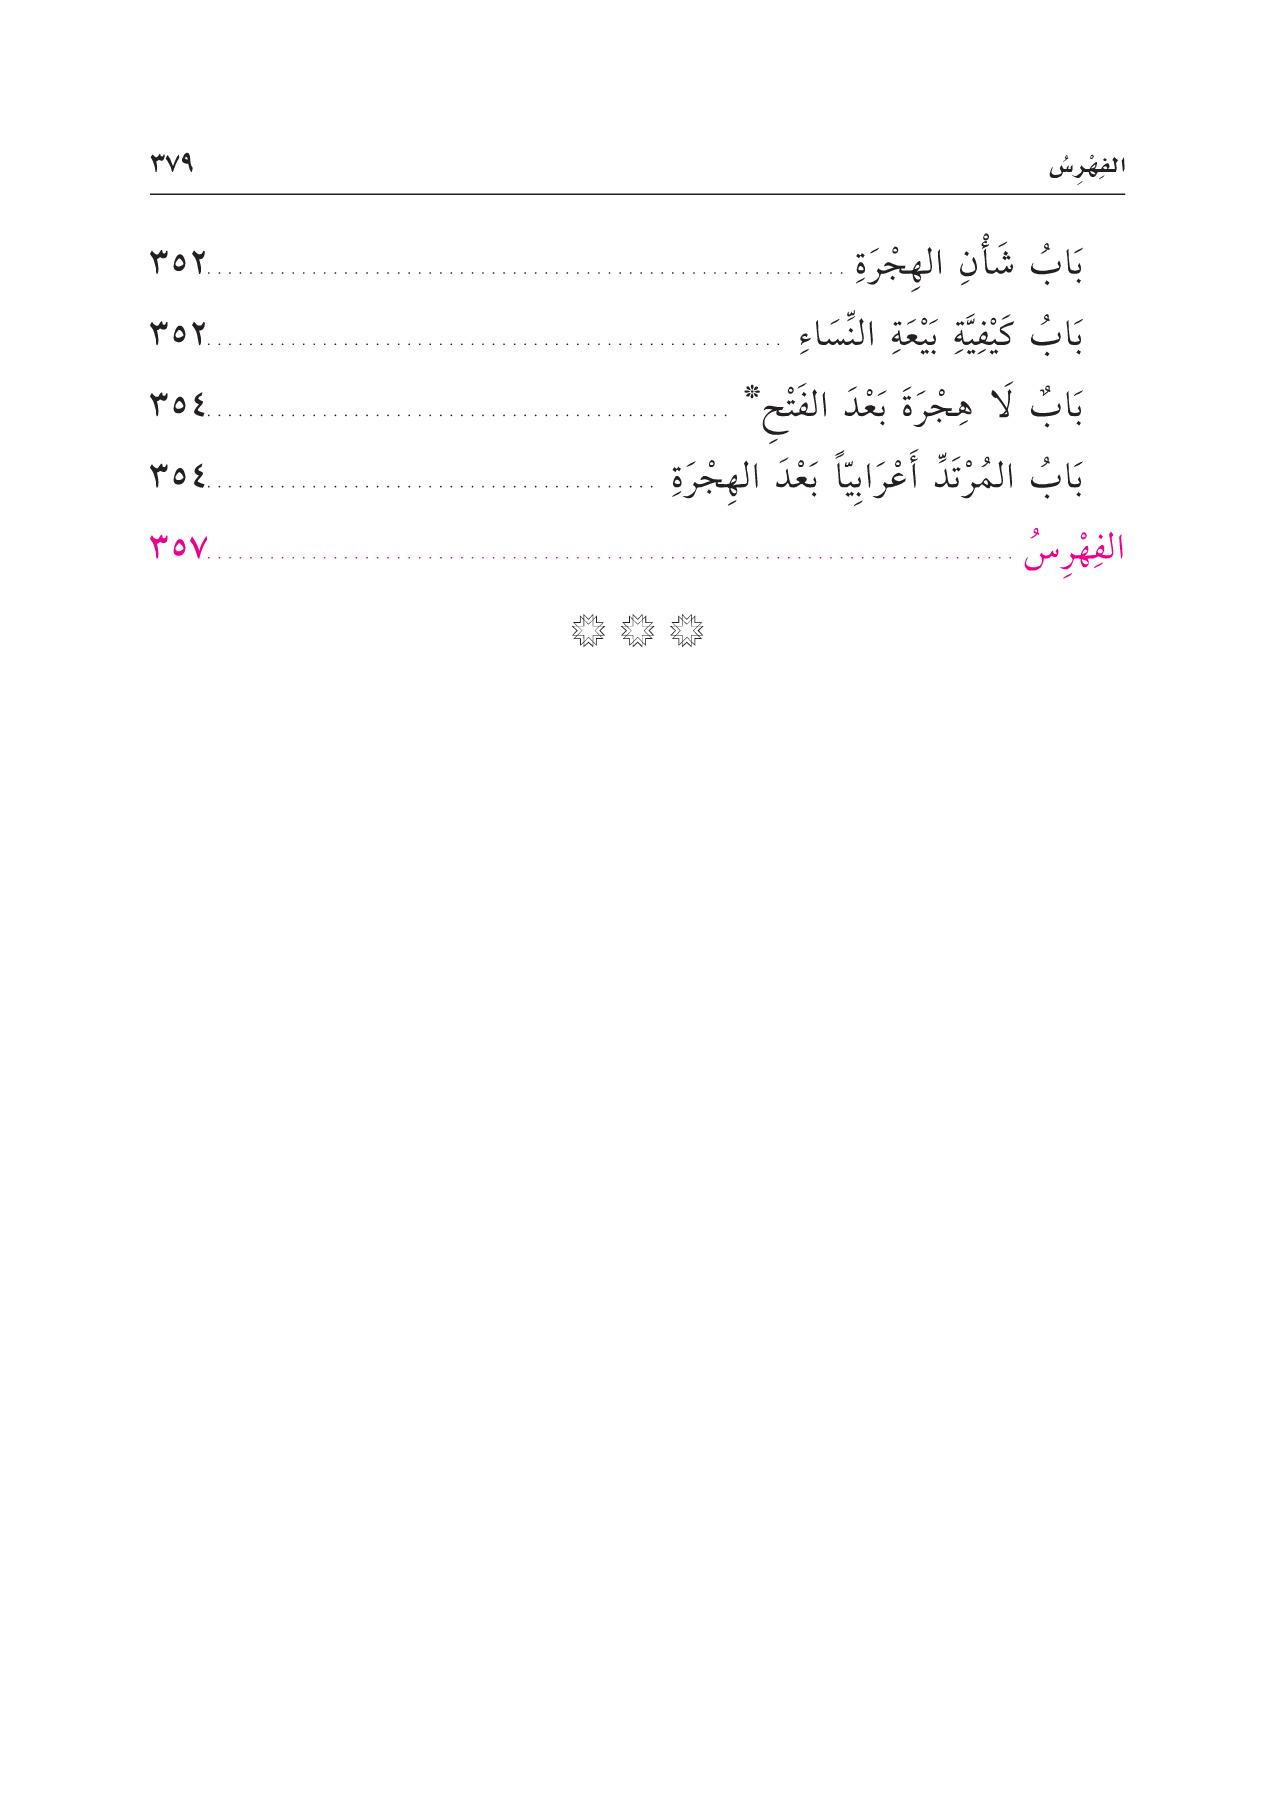 الفِهْرِسُ ٣٧٩
بَابُ شَأْنِ الهِجْرَةِ ٣٥٢
بَابُ كَيْفِيَّةِ بَيْعَةِ النِّسَاءِ ٣٥٢
بَابٌ لَا هِجْرَةَ بَعْدَ الفَتْحِ* ٣٥٤
بَابُ المُرْتَدِّ أَعْرَابِيّاً بَعْدَ الهِجْرَةِ ٣٥٤
الفِهْرِسُ ٣٥٧